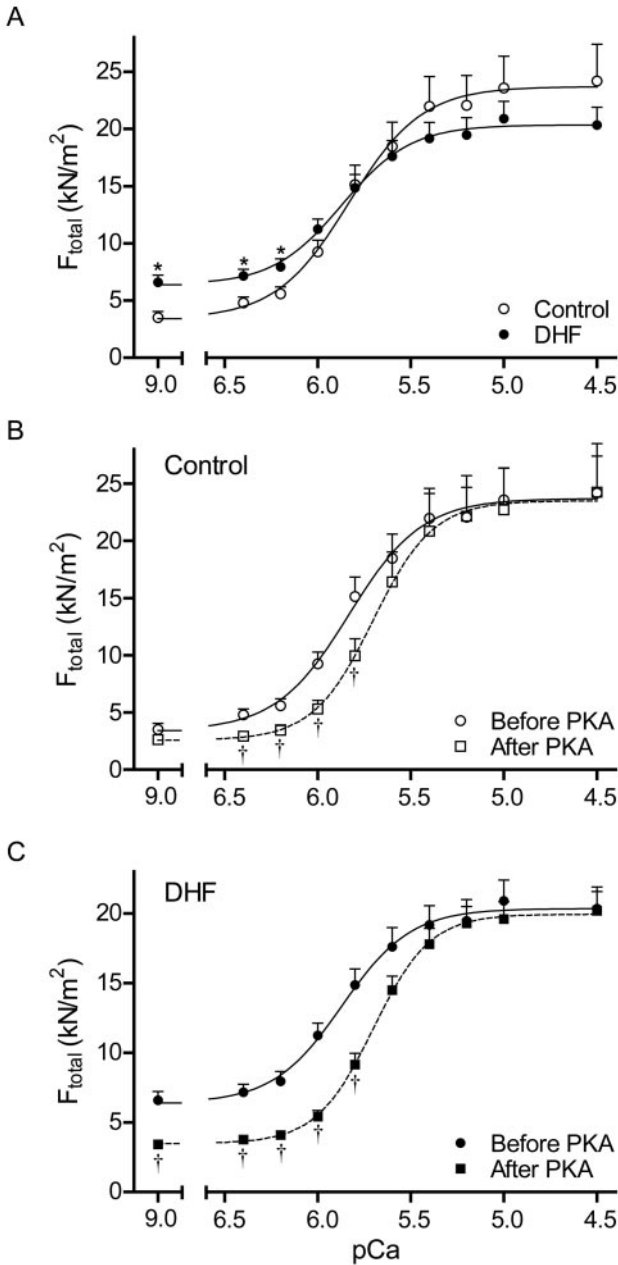 A
25
20
15
10
5
0
F_total (kN/m²)
* * *
Control
DHF
9.0 6.5 6.0 5.5 5.0 4.5
B
Control
25
20
15
10
5
0
F_total (kN/m²)
† † † †
Before PKA
After PKA
9.0 6.5 6.0 5.5 5.0 4.5
C
DHF
20
15
10
5
0
F_total (kN/m²)
† † † † †
Before PKA
After PKA
9.0 6.5 6.0 5.5 5.0 4.5
pCa